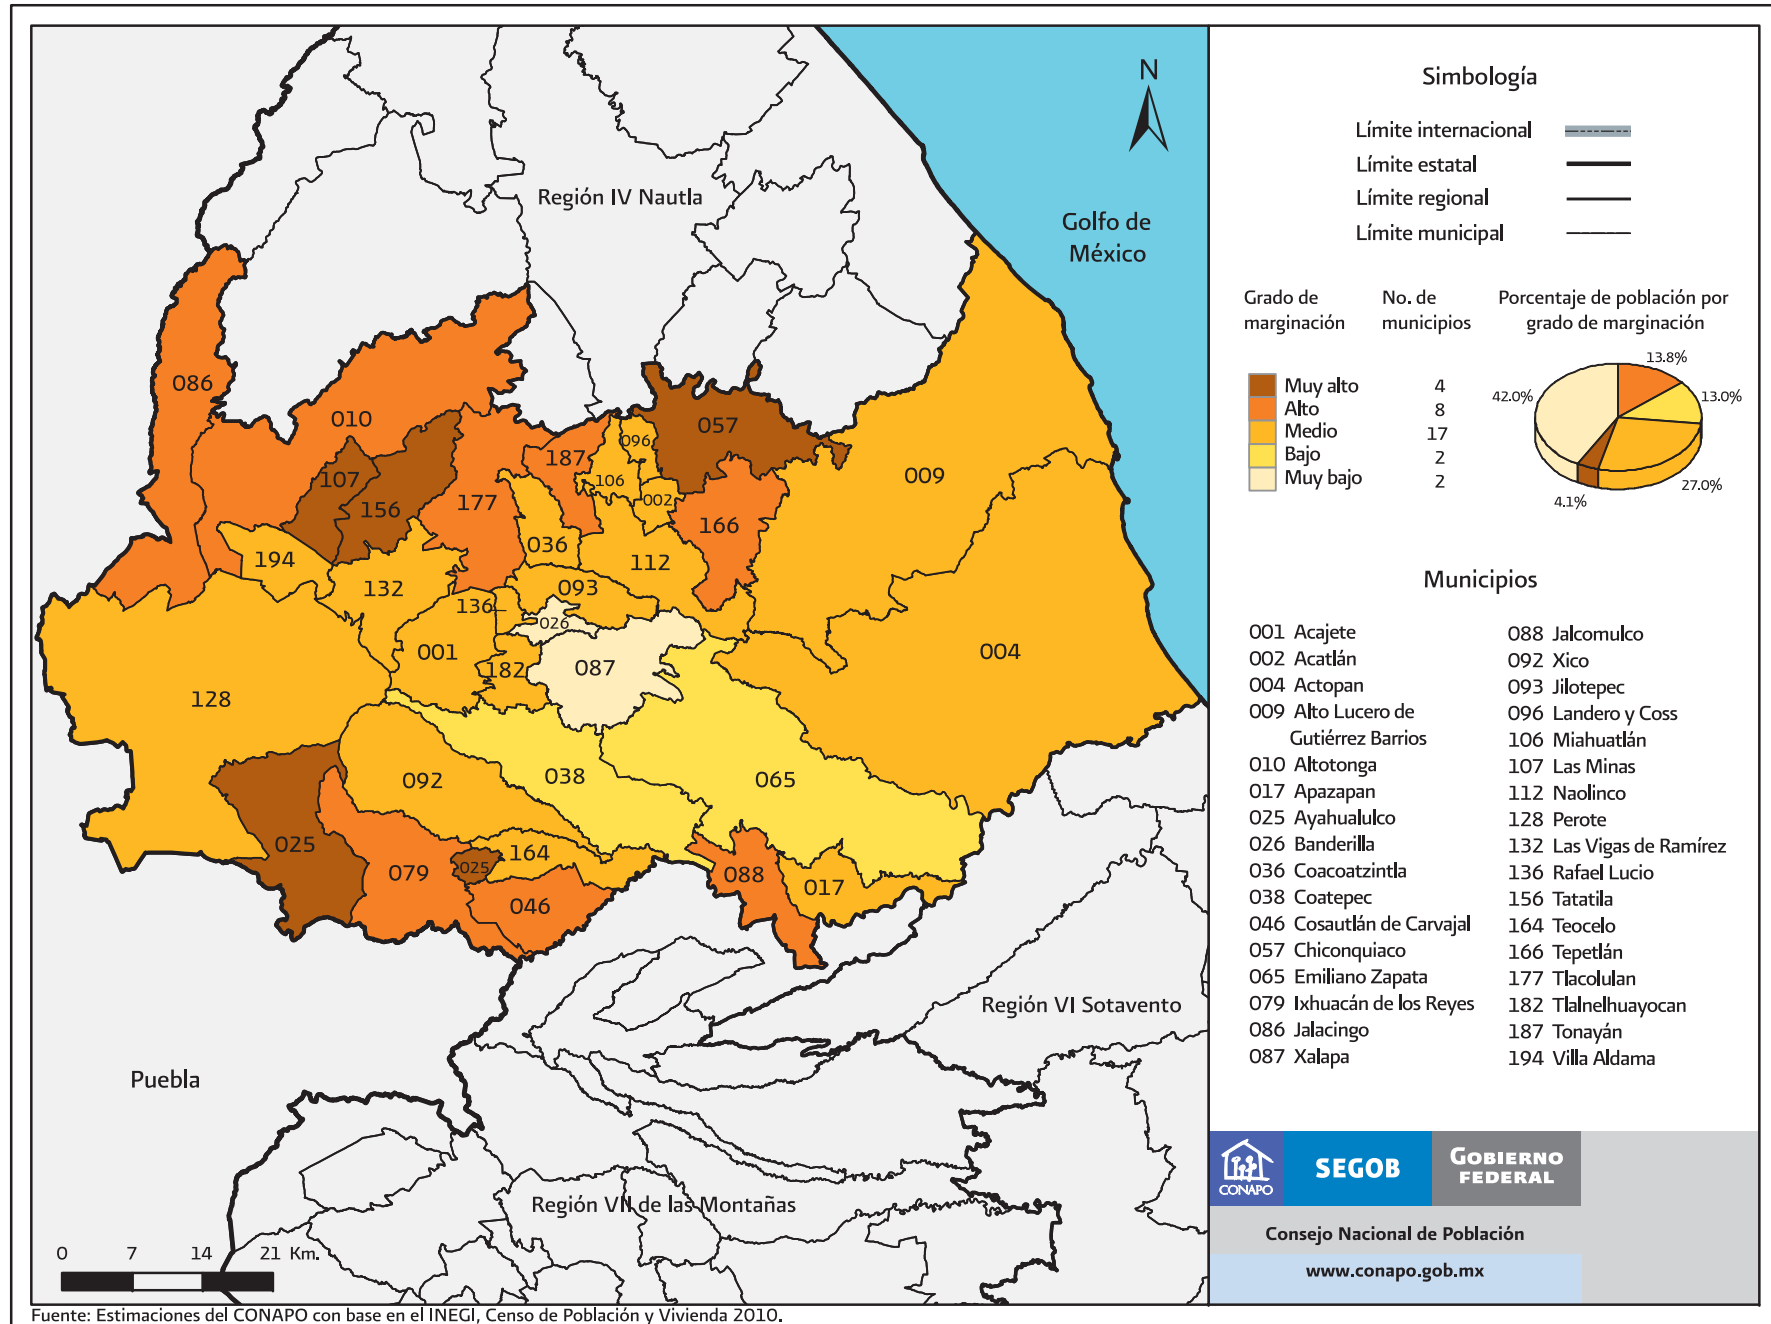 Región IV Nautla
N
Golfo de
México
086
010
107
156
177
187
096
106
002
057
009
166
194
132
036
112
093
136
026
001
182
087
004
128
092
038
065
025
079
025
164
046
088
017
Región VI Sotavento
Puebla
Región VII de las Montañas
0 7 14 21 Km.
Fuente: Estimaciones del CONAPO con base en el INEGI, Censo de Población y Vivienda 2010.
Simbología
Límite internacional
Límite estatal
Límite regional
Límite municipal
Grado de
marginación
No. de
municipios
Porcentaje de población por
grado de marginación
Muy alto 4
Alto 8
Medio 17
Bajo 2
Muy bajo 2
13.8%
13.0%
27.0%
4.1%
42.0%
Municipios
001 Acajete
002 Acatlán
004 Actopan
009 Alto Lucero de
Gutiérrez Barrios
010 Altotonga
017 Apazapan
025 Ayahualulco
026 Banderilla
036 Coacoatzintla
038 Coatepec
046 Cosautlán de Carvajal
057 Chiconquiaco
065 Emiliano Zapata
079 Ixhuacán de los Reyes
086 Jalacingo
087 Xalapa
088 Jalcomulco
092 Xico
093 Jilotepec
096 Landero y Coss
106 Miahuatlán
107 Las Minas
112 Naolinco
128 Perote
132 Las Vigas de Ramírez
136 Rafael Lucio
156 Tatatila
164 Teocelo
166 Tepetlán
177 Tlacolulan
182 Tlalnelhuayocan
187 Tonayán
194 Villa Aldama
CONAPO
SEGOB
GOBIERNO
FEDERAL
Consejo Nacional de Población
www.conapo.gob.mx